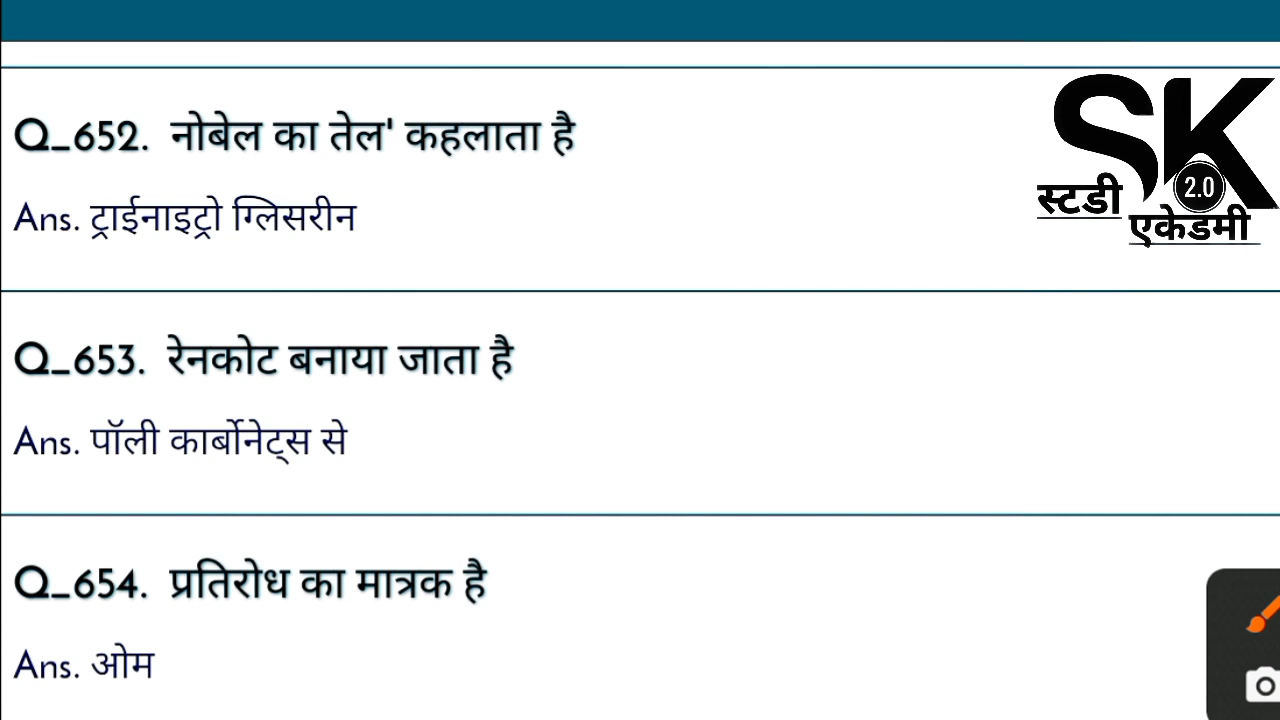 Q_652. नोबेल का तेल' कहलाता है
Ans. ट्राईनाइट्रो ग्लिसरीन
SK
स्टडी
2.0
एकेडमी
Q_653. रेनकोट बनाया जाता है
Ans. पॉली कार्बोनेट्स से
Q_654. प्रतिरोध का मात्रक है
Ans. ओम